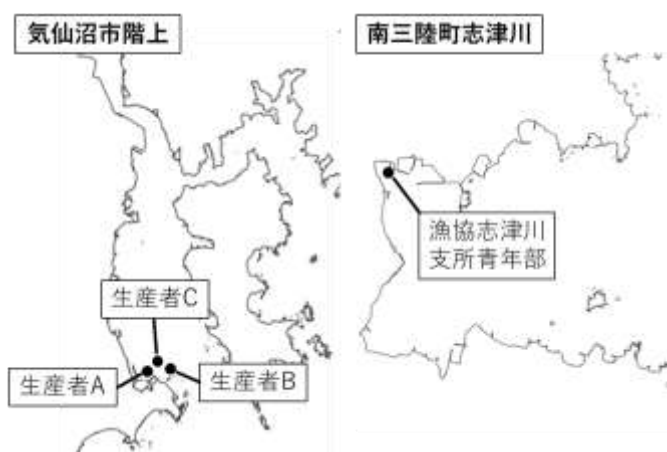 気仙沼市階上
南三陸町志津川
漁協志津川
支所青年部
生産者C
生産者A
生産者B